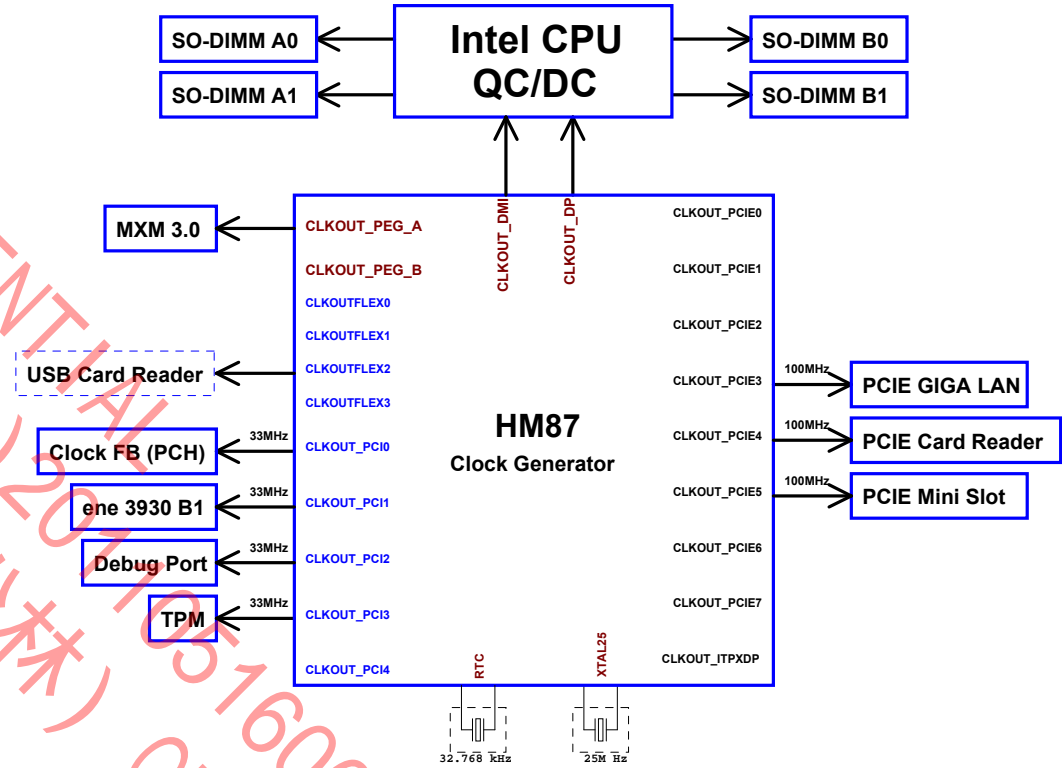 SO-DIMM A0
SO-DIMM A1
Intel CPU
QC/DC
SO-DIMM B0
SO-DIMM B1
MXM 3.0
USB Card Reader
33MHz
Clock FB (PCH)
33MHz
ene 3930 B1
33MHz
Debug Port
33MHz
TPM
CLKOUT_PEG_A
CLKOUT_PEG_B
CLKOUTFLEX0
CLKOUTFLEX1
CLKOUTFLEX2
CLKOUTFLEX3
CLKOUT_PCI0
CLKOUT_PCI1
CLKOUT_PCI2
CLKOUT_PCI3
CLKOUT_PCI4
CLKOUT_DMI
CLKOUT_DP
HM87
Clock Generator
RTC
XTAL25
CLKOUT_PCIE0
CLKOUT_PCIE1
CLKOUT_PCIE2
CLKOUT_PCIE3
CLKOUT_PCIE4
CLKOUT_PCIE5
CLKOUT_PCIE6
CLKOUT_PCIE7
CLKOUT_ITPXDP
100MHz
PCIE GIGA LAN
100MHz
PCIE Card Reader
100MHz
PCIE Mini Slot
32.768 kHz
25M Hz